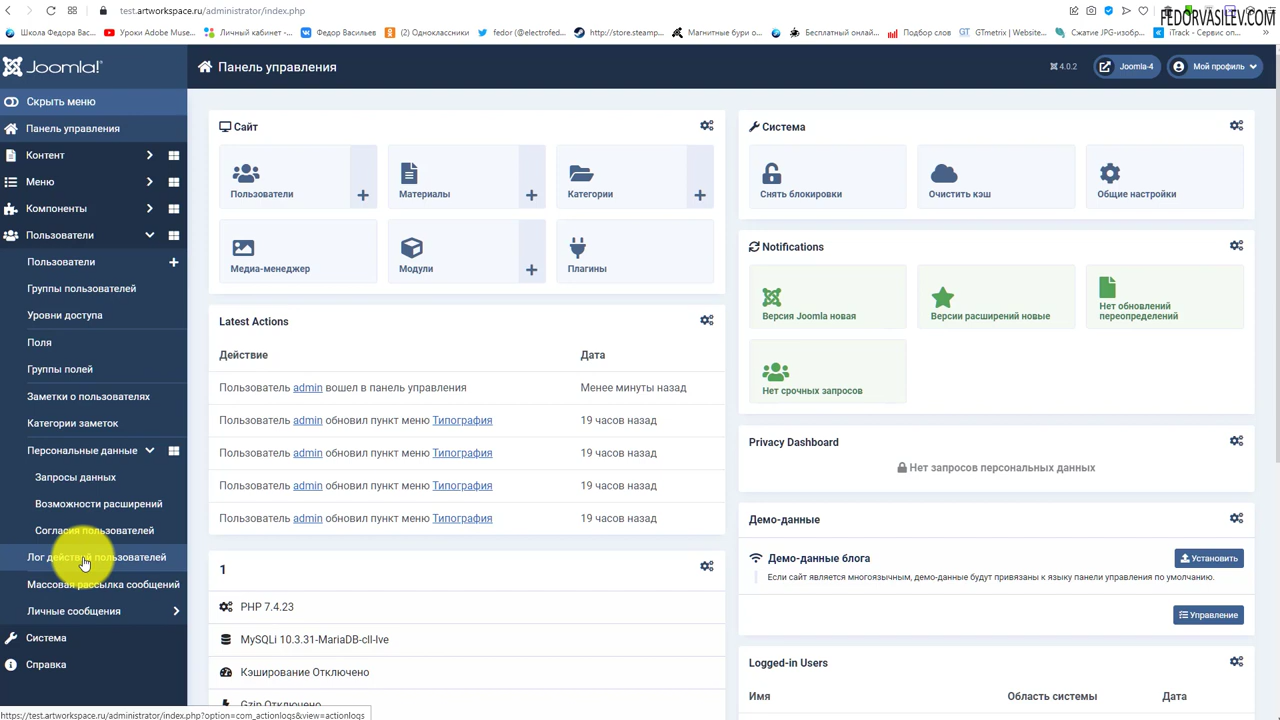 test.artworkspace.ru/administrator/index.php
FEDORVASILEV.COM
Школа Федора Вас...
Уроки Adobe Muse...
Личный кабинет -...
Федор Васильев
(2) Одноклассники
fedor (@electrofed...
http://store.steamp...
Магнитные бури о...
Бесплатный онлай...
Подбор слов
GTmetrix | Website...
Сжатие JPG-изобр...
iTrack - Сервис оп...
Joomla!
Панель управления
4.0.2
Joomla-4
Мой профиль
Скрыть меню
Панель управления
Контент
Меню
Компоненты
Пользователи
Пользователи
Группы пользователей
Уровни доступа
Поля
Группы полей
Заметки о пользователях
Категории заметок
Персональные данные
Запросы данных
Возможности расширений
Согласия пользователей
Лог действий пользователей
Массовая рассылка сообщений
Личные сообщения
Система
Справка
Сайт
Пользователи
Материалы
Категории
Медиа-менеджер
Модули
Плагины
Latest Actions
Действие Дата
Пользователь admin вошел в панель управления Менее минуты назад
Пользователь admin обновил пункт меню Типография 19 часов назад
Пользователь admin обновил пункт меню Типография 19 часов назад
Пользователь admin обновил пункт меню Типография 19 часов назад
Пользователь admin обновил пункт меню Типография 19 часов назад
1
PHP 7.4.23
MySQLi 10.3.31-MariaDB-cll-lve
Кэширование Отключено
Gzip Отключено
Система
Снять блокировки
Очистить кэш
Общие настройки
Notifications
Версия Joomla новая
Версии расширений новые
Нет обновлений
переопределений
Нет срочных запросов
Privacy Dashboard
Нет запросов персональных данных
Демо-данные
Демо-данные блога
Установить
Если сайт является многоязычным, демо-данные будут привязаны к языку панели управления по умолчанию.
Управление
Logged-in Users
Имя Область системы Дата
https://test.artworkspace.ru/administrator/index.php?option=com_actionlogs&view=actionlogs